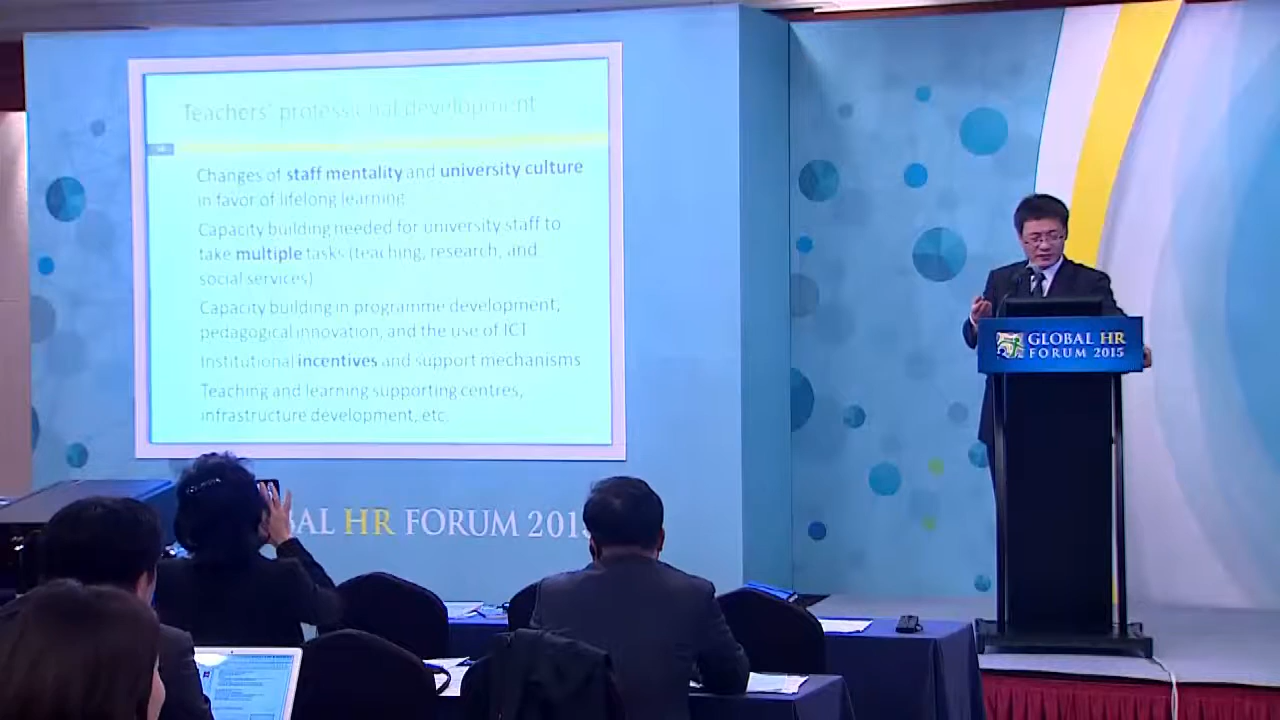 Teachers' professional development
Changes of staff mentality and university culture
in favor of lifelong learning
Capacity building needed for university staff to
take multiple tasks (teaching, research, and
social services)
Capacity building in programme development,
pedagogical innovation, and the use of ICT
Institutional incentives and support mechanisms
Teaching and learning supporting centres,
infrastructure development, etc.
BAL HR FORUM 2015
GLOBAL HR
FORUM 2015